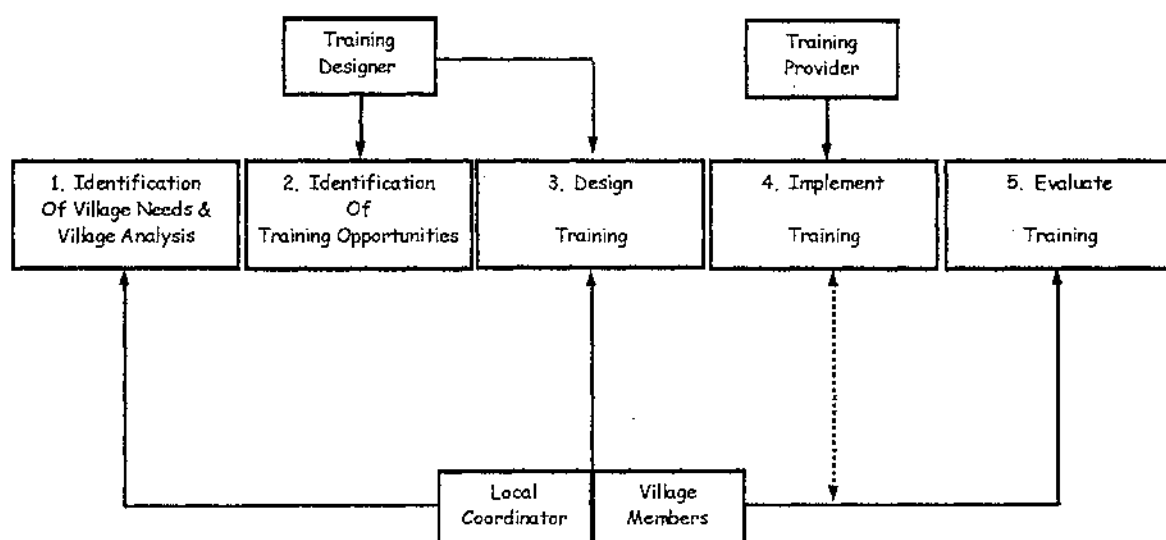 Training
Designer
Training
Provider
1. Identification
Of Village Needs &
Village Analysis
2. Identification
Of
Training Opportunities
3. Design
Training
4. Implement
Training
5. Evaluate
Training
Local
Coordinator
Village
Members